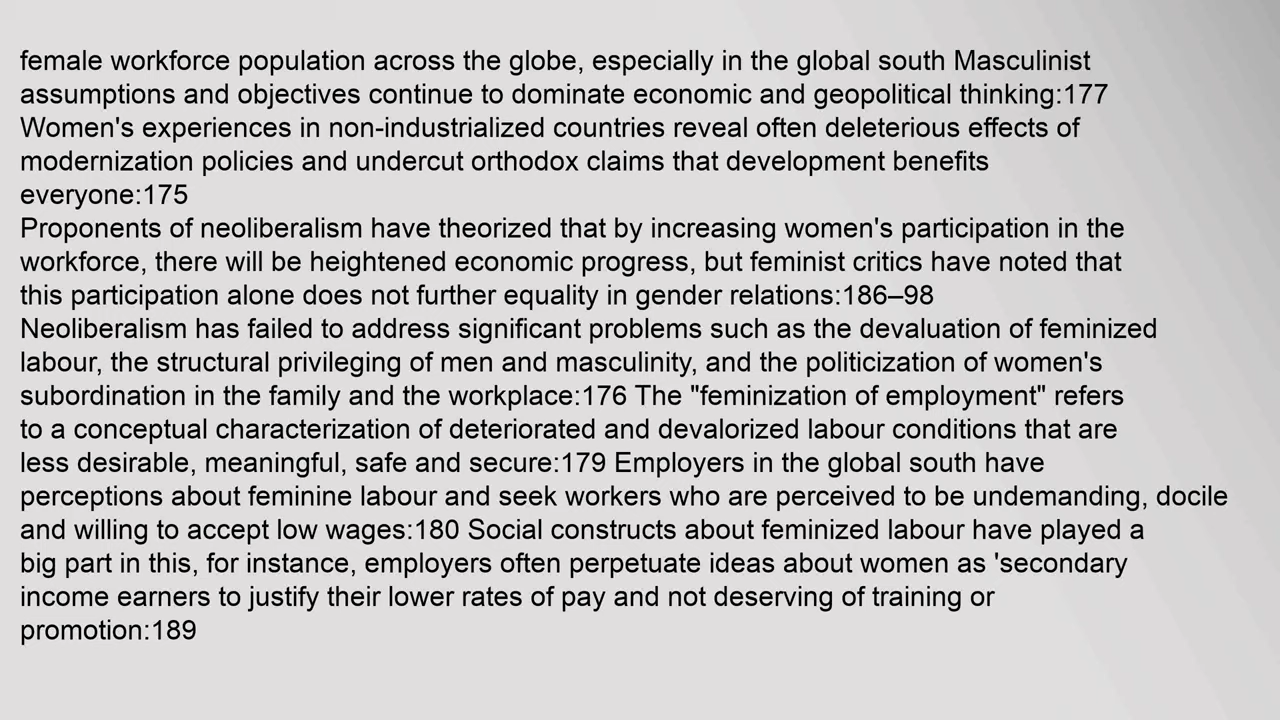 female workforce population across the globe, especially in the global south Masculinist
assumptions and objectives continue to dominate economic and geopolitical thinking:177
Women's experiences in non-industrialized countries reveal often deleterious effects of
modernization policies and undercut orthodox claims that development benefits
everyone:175
Proponents of neoliberalism have theorized that by increasing women's participation in the
workforce, there will be heightened economic progress, but feminist critics have noted that
this participation alone does not further equality in gender relations:186–98
Neoliberalism has failed to address significant problems such as the devaluation of feminized
labour, the structural privileging of men and masculinity, and the politicization of women's
subordination in the family and the workplace:176 The "feminization of employment" refers
to a conceptual characterization of deteriorated and devalorized labour conditions that are
less desirable, meaningful, safe and secure:179 Employers in the global south have
perceptions about feminine labour and seek workers who are perceived to be undemanding, docile
and willing to accept low wages:180 Social constructs about feminized labour have played a
big part in this, for instance, employers often perpetuate ideas about women as 'secondary
income earners to justify their lower rates of pay and not deserving of training or
promotion:189